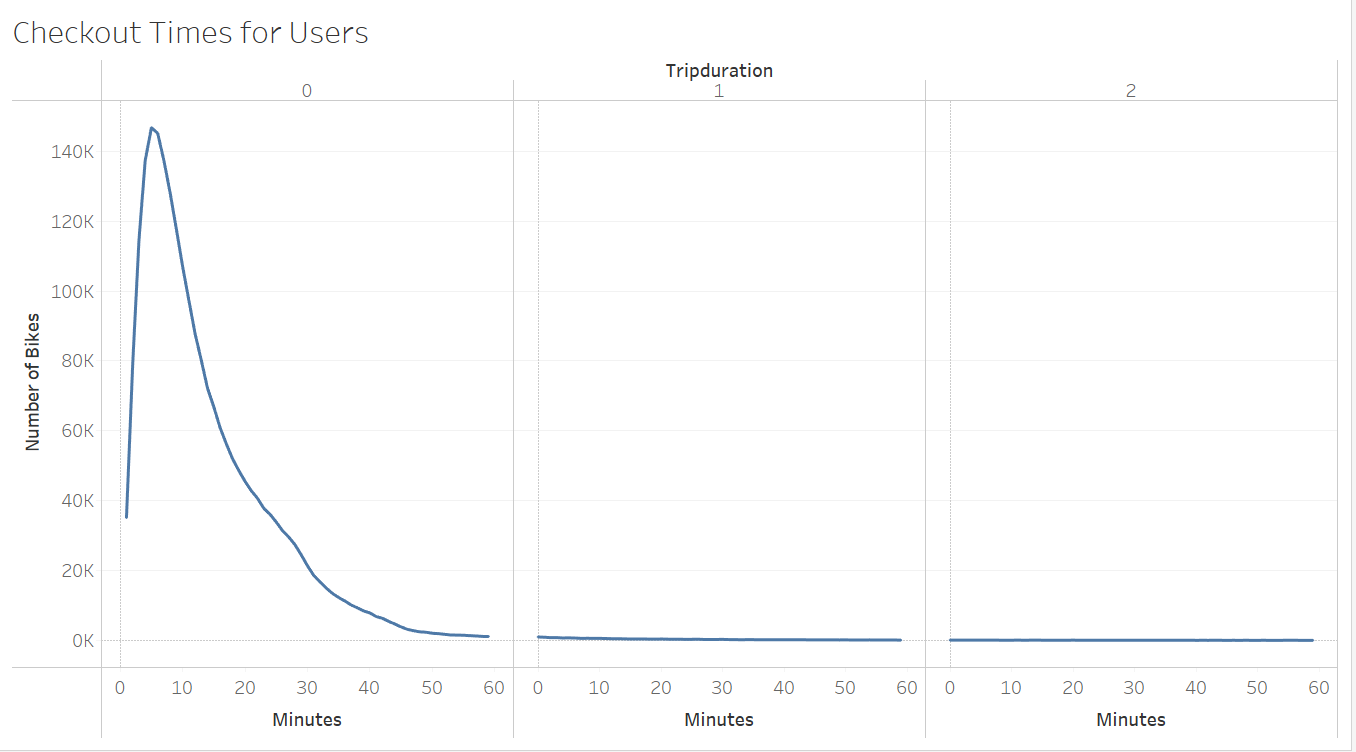 Checkout Times for Users
Tripduration
0 1 2
Number of Bikes
140K
120K
100K
80K
60K
40K
20K
0K
0 10 20 30 40 50 60 0 10 20 30 40 50 60 0 10 20 30 40 50 60
Minutes Minutes Minutes